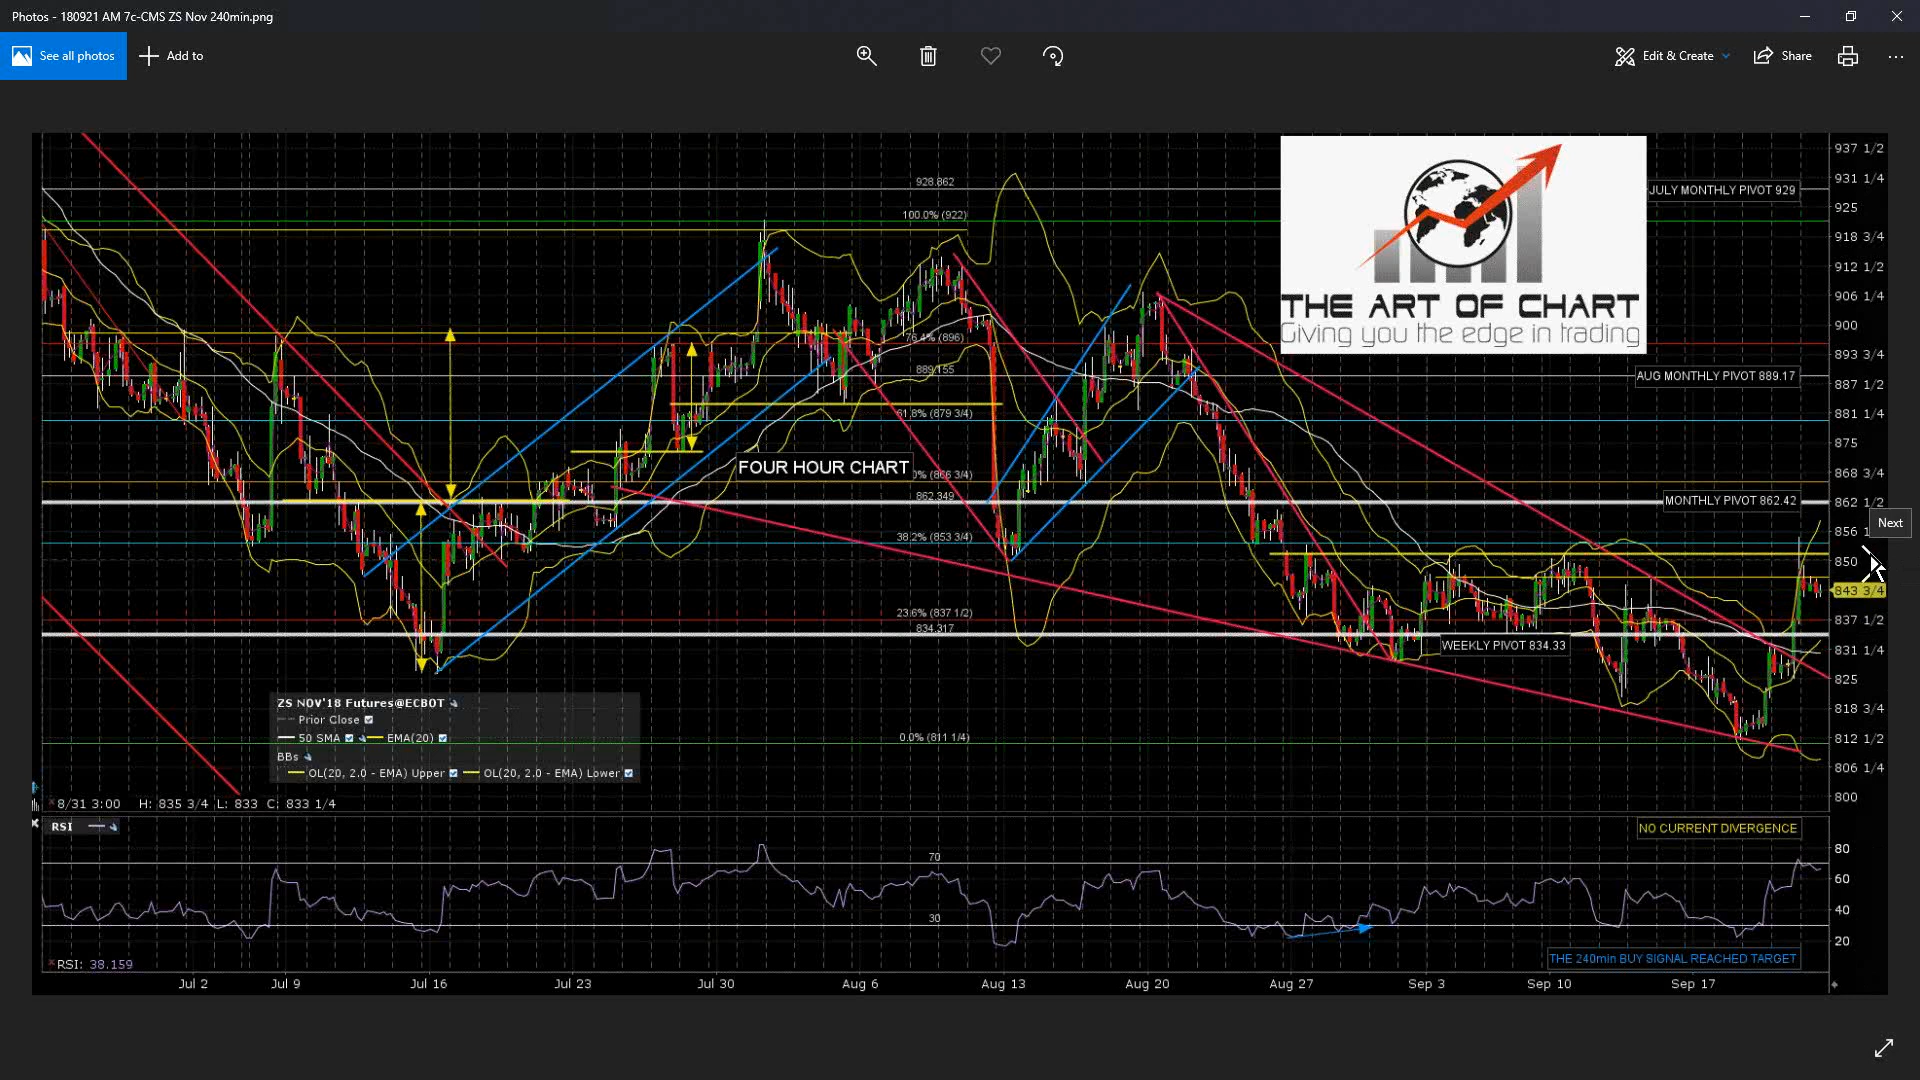 Photos - 180921 AM 7c-CMS ZS Nov 240min.png
See all photos
Add to
Edit & Create
Share
937 1/2
931 1/4
925
918 3/4
912 1/2
906 1/4
900
893 3/4
887 1/2
881 1/4
875
868 3/4
862 1/2
856 1
850
843 3/4
837 1/2
831 1/4
825
818 3/4
812 1/2
806 1/4
800
THE ART OF CHART
Giving you the edge in trading
JULY MONTHLY PIVOT 929
AUG MONTHLY PIVOT 889.17
MONTHLY PIVOT 862.42
WEEKLY PIVOT 834.33
Next
928.862
100.0% (922)
76.4% (896)
889.155
61.8% (879 3/4)
FOUR HOUR CHART
0% (866 3/4)
862.349
38.2% (853 3/4)
23.6% (837 1/2)
834.317
0.0% (811 1/4)
ZS NOV'18 Futures@ECBOT
Prior Close
50 SMA EMA(20)
BBs
OL(20, 2.0 - EMA) Upper OL(20, 2.0 - EMA) Lower
8/31 3:00 H: 835 3/4 L: 833 C: 833 1/4
RSI
NO CURRENT DIVERGENCE
70
30
80
60
40
20
THE 240min BUY SIGNAL REACHED TARGET
RSI: 38.159
Jul 2 Jul 9 Jul 16 Jul 23 Jul 30 Aug 6 Aug 13 Aug 20 Aug 27 Sep 3 Sep 10 Sep 17